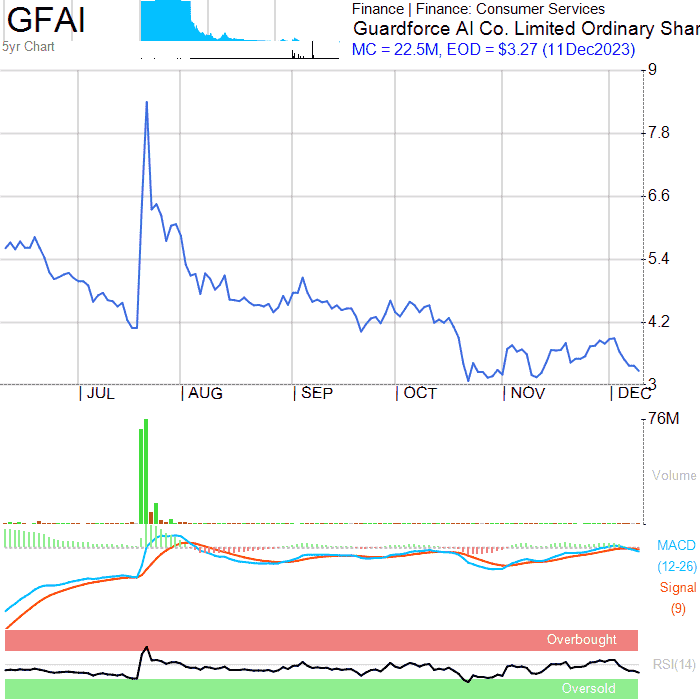 GFAI
5yr Chart
Finance | Finance: Consumer Services
Guardforce AI Co. Limited Ordinary Shar
MC = 22.5M, EOD = $3.27 (11Dec2023)
9
7.8
6.6
5.4
4.2
3
| JUL | AUG | SEP | OCT | NOV | DEC
76M
Volume
MACD
(12-26)
Signal
(9)
Overbought
RSI(14)
Oversold